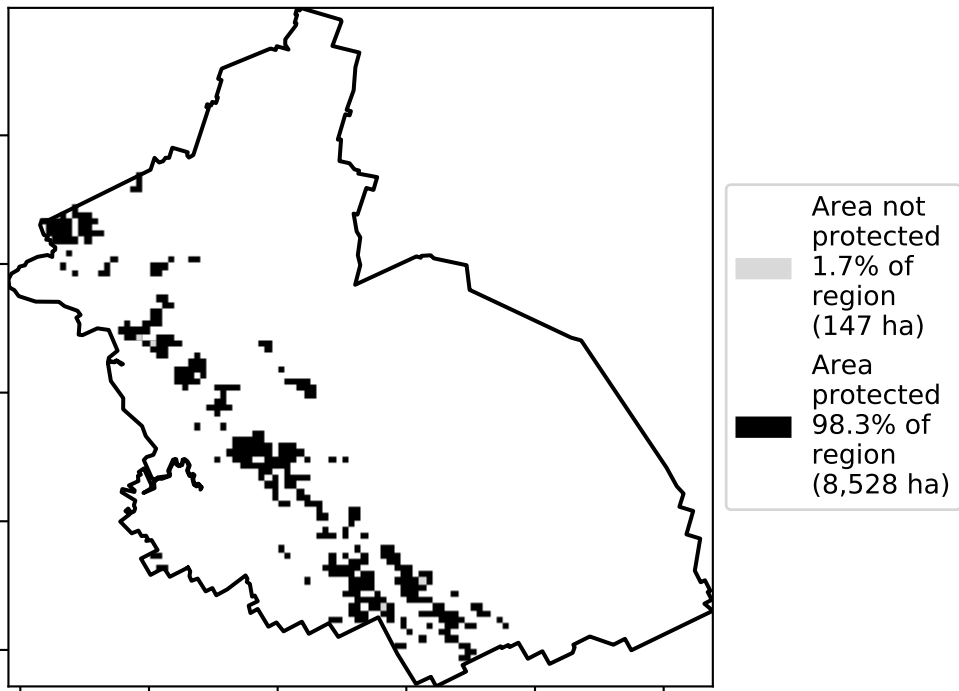 Area not
protected
1.7% of
region
(147 ha)
Area
protected
98.3% of
region
(8,528 ha)